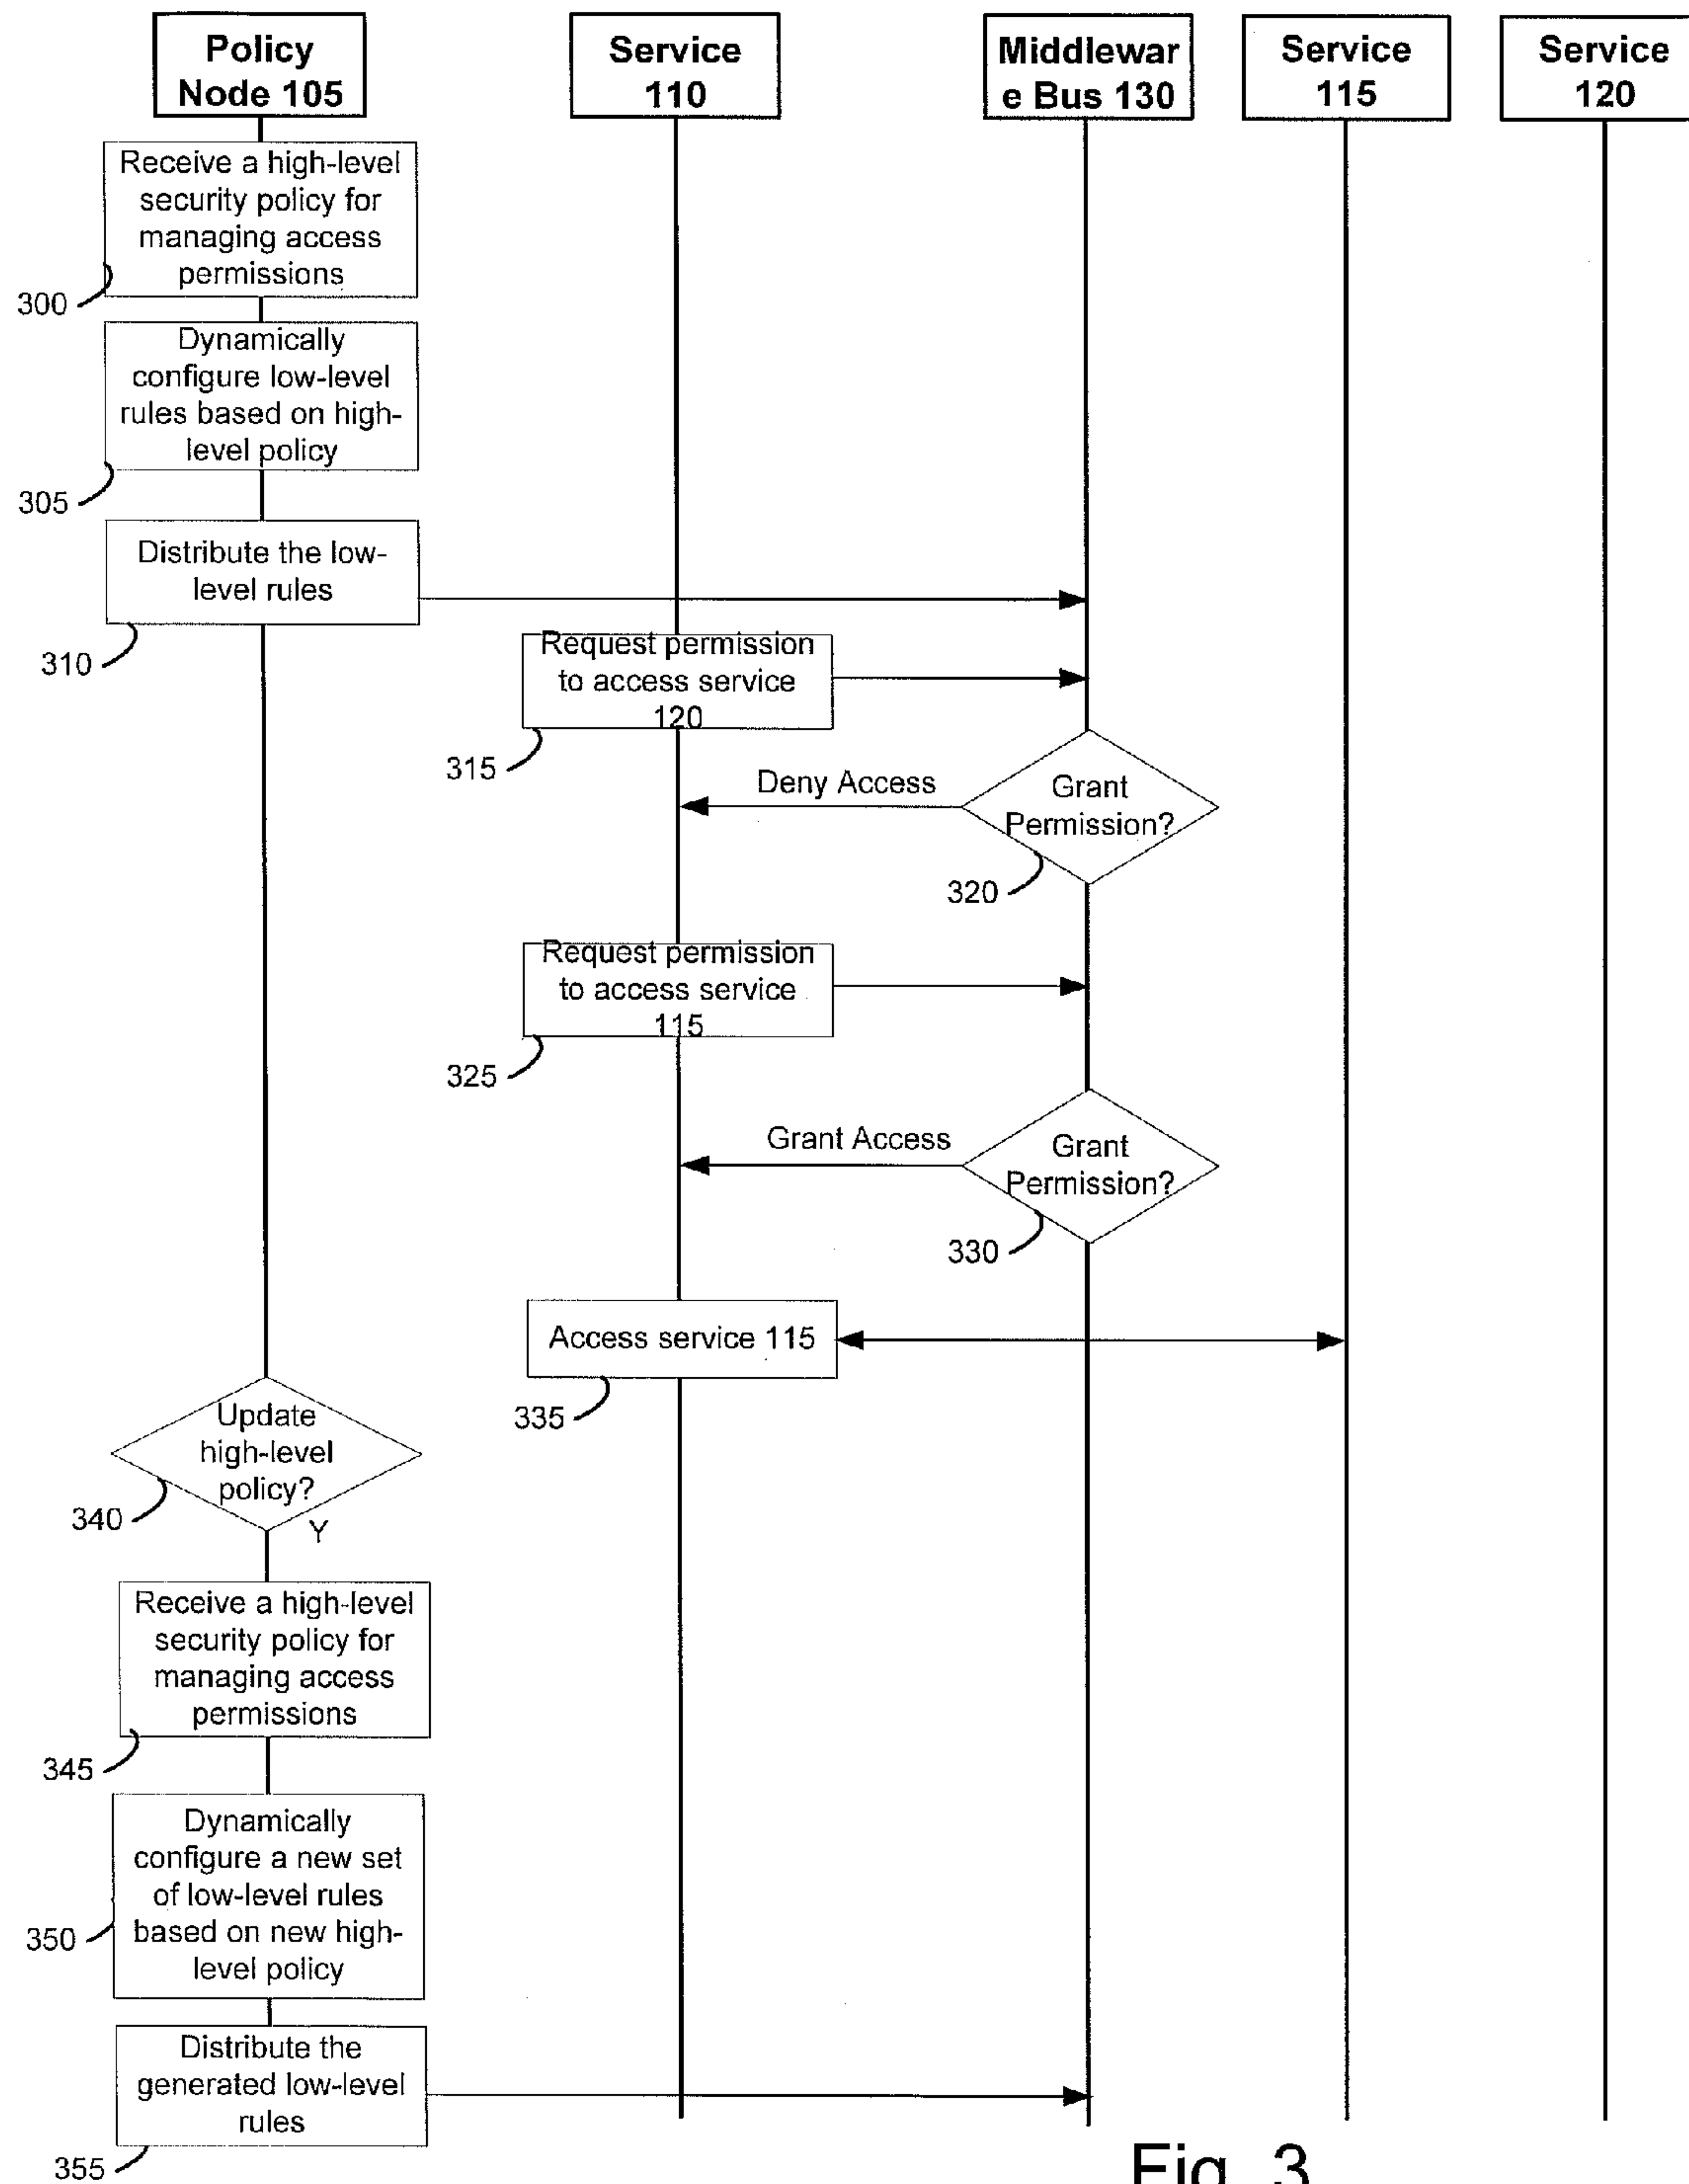 Policy
Node 105
Service
110
Middlewar
e Bus 130
Service
115
Service
120
Receive a high-level
security policy for
managing access
permissions
300
Dynamically
configure low-level
rules based on high-
level policy
305
Distribute the low-
level rules
310
Request permission
to access service
120
315
Deny Access
Grant
Permission?
320
Request permission
to access service
115
325
Grant Access
Grant
Permission?
330
Access service 115
335
Update
high-level
policy?
340
Y
Receive a high-level
security policy for
managing access
permissions
345
Dynamically
configure a new set
of low-level rules
based on new high-
level policy
350
Distribute the
generated low-level
rules
355
Fig. 3